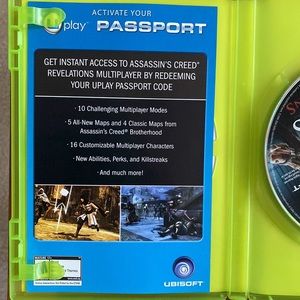 ACTIVATE YOUR
uplay PASSPORT
GET INSTANT ACCESS TO ASSASSIN'S CREED®
REVELATIONS MULTIPLAYER BY REDEEMING
YOUR UPLAY PASSPORT CODE
· 10 Challenging Multiplayer Modes
· 5 All-New Maps and 4 Classic Maps from
Assassin's Creed® Brotherhood
· 16 Customizable Multiplayer Characters
· New Abilities, Perks, and Killstreaks
· And much more!
UBISOFT